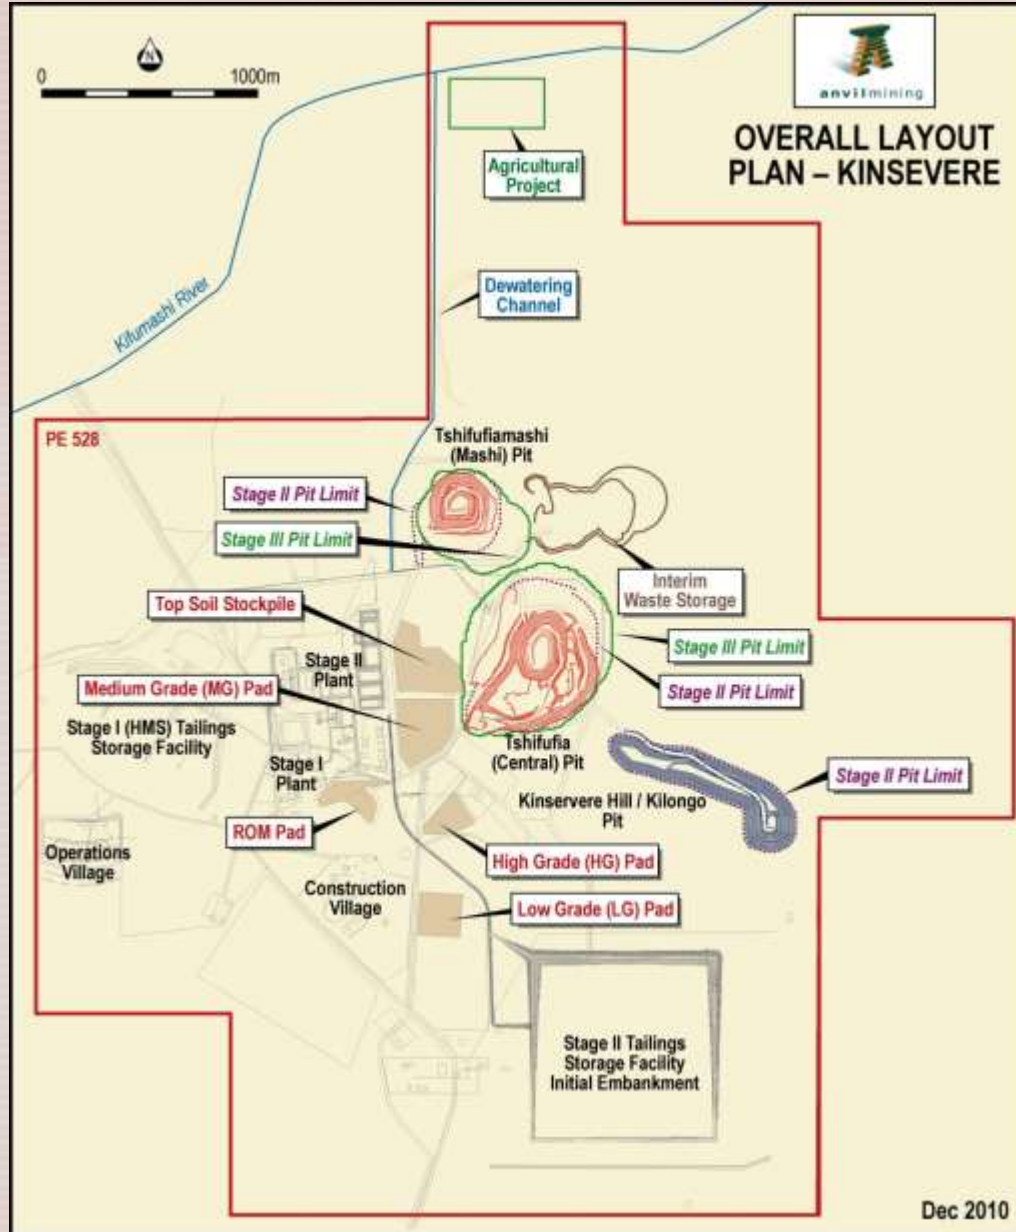 N
0 1000m
anvilmining
OVERALL LAYOUT
PLAN – KINSEVERE
Agricultural
Project
Dewatering
Channel
Kifumashi River
PE 528
Tshifufiamashi
(Mashi) Pit
Stage II Pit Limit
Stage III Pit Limit
Interim
Waste Storage
Top Soil Stockpile
Stage III Pit Limit
Stage II
Plant
Medium Grade (MG) Pad
Stage II Pit Limit
Stage I (HMS) Tailings
Storage Facility
Tshifufia
(Central) Pit
Stage I
Plant
Stage II Pit Limit
Kinservere Hill / Kilongo
Pit
ROM Pad
Operations
Village
High Grade (HG) Pad
Construction
Village
Low Grade (LG) Pad
Stage II Tailings
Storage Facility
Initial Embankment
Dec 2010